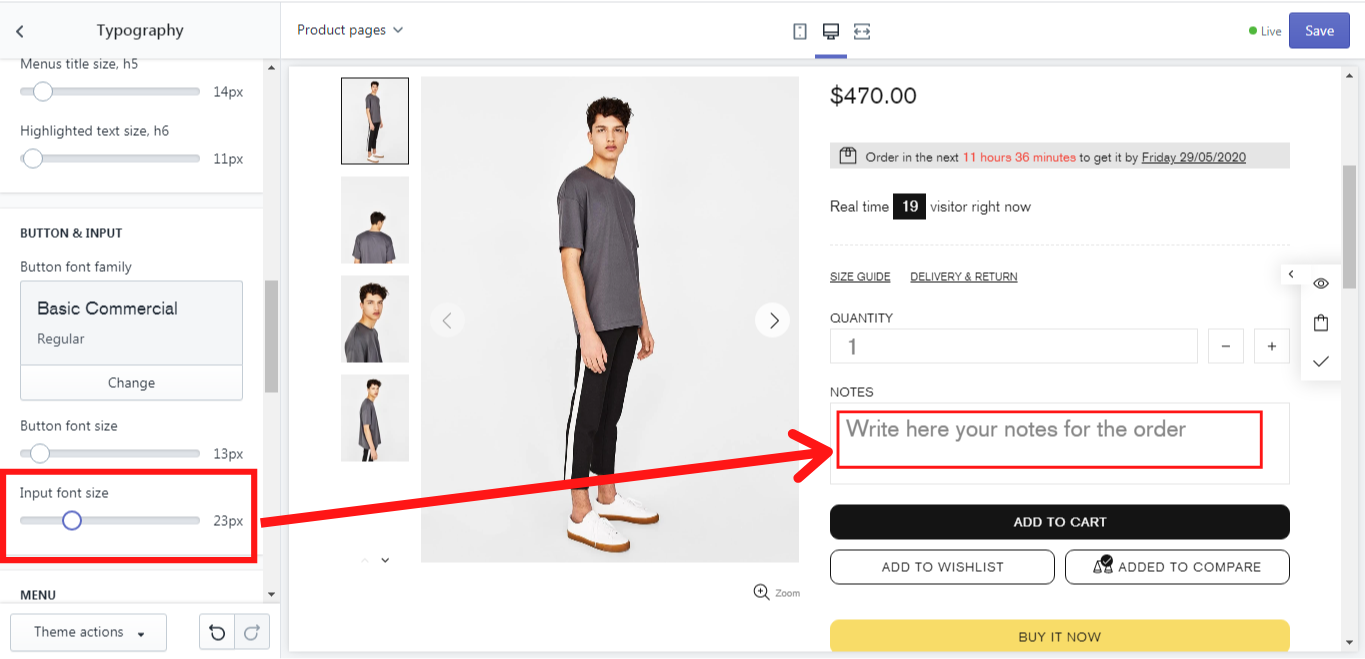 Typography
Product pages
Live
Save
Menus title size, h5
14px
Highlighted text size, h6
11px
BUTTON & INPUT
Button font family
Basic Commercial
Regular
Change
Button font size
13px
Input font size
23px
MENU
Theme actions
$470.00
Order in the next 11 hours 36 minutes to get it by Friday 29/05/2020
Real time 19 visitor right now
SIZE GUIDE DELIVERY & RETURN
QUANTITY
1
− +
NOTES
Write here your notes for the order
ADD TO CART
ADD TO WISHLIST
ADDED TO COMPARE
Zoom
BUY IT NOW